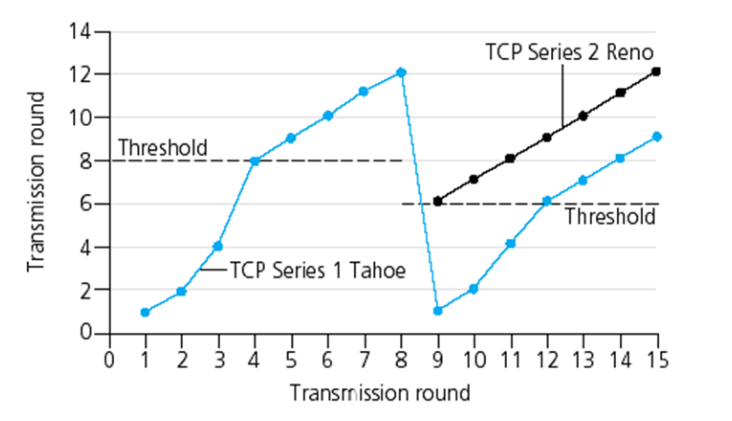 14
12
10
8
6
4
2
0
Transmission round
TCP Series 2 Reno
Threshold
Threshold
TCP Series 1 Tahoe
0 1 2 3 4 5 6 7 8 9 10 11 12 13 14 15
Transmission round